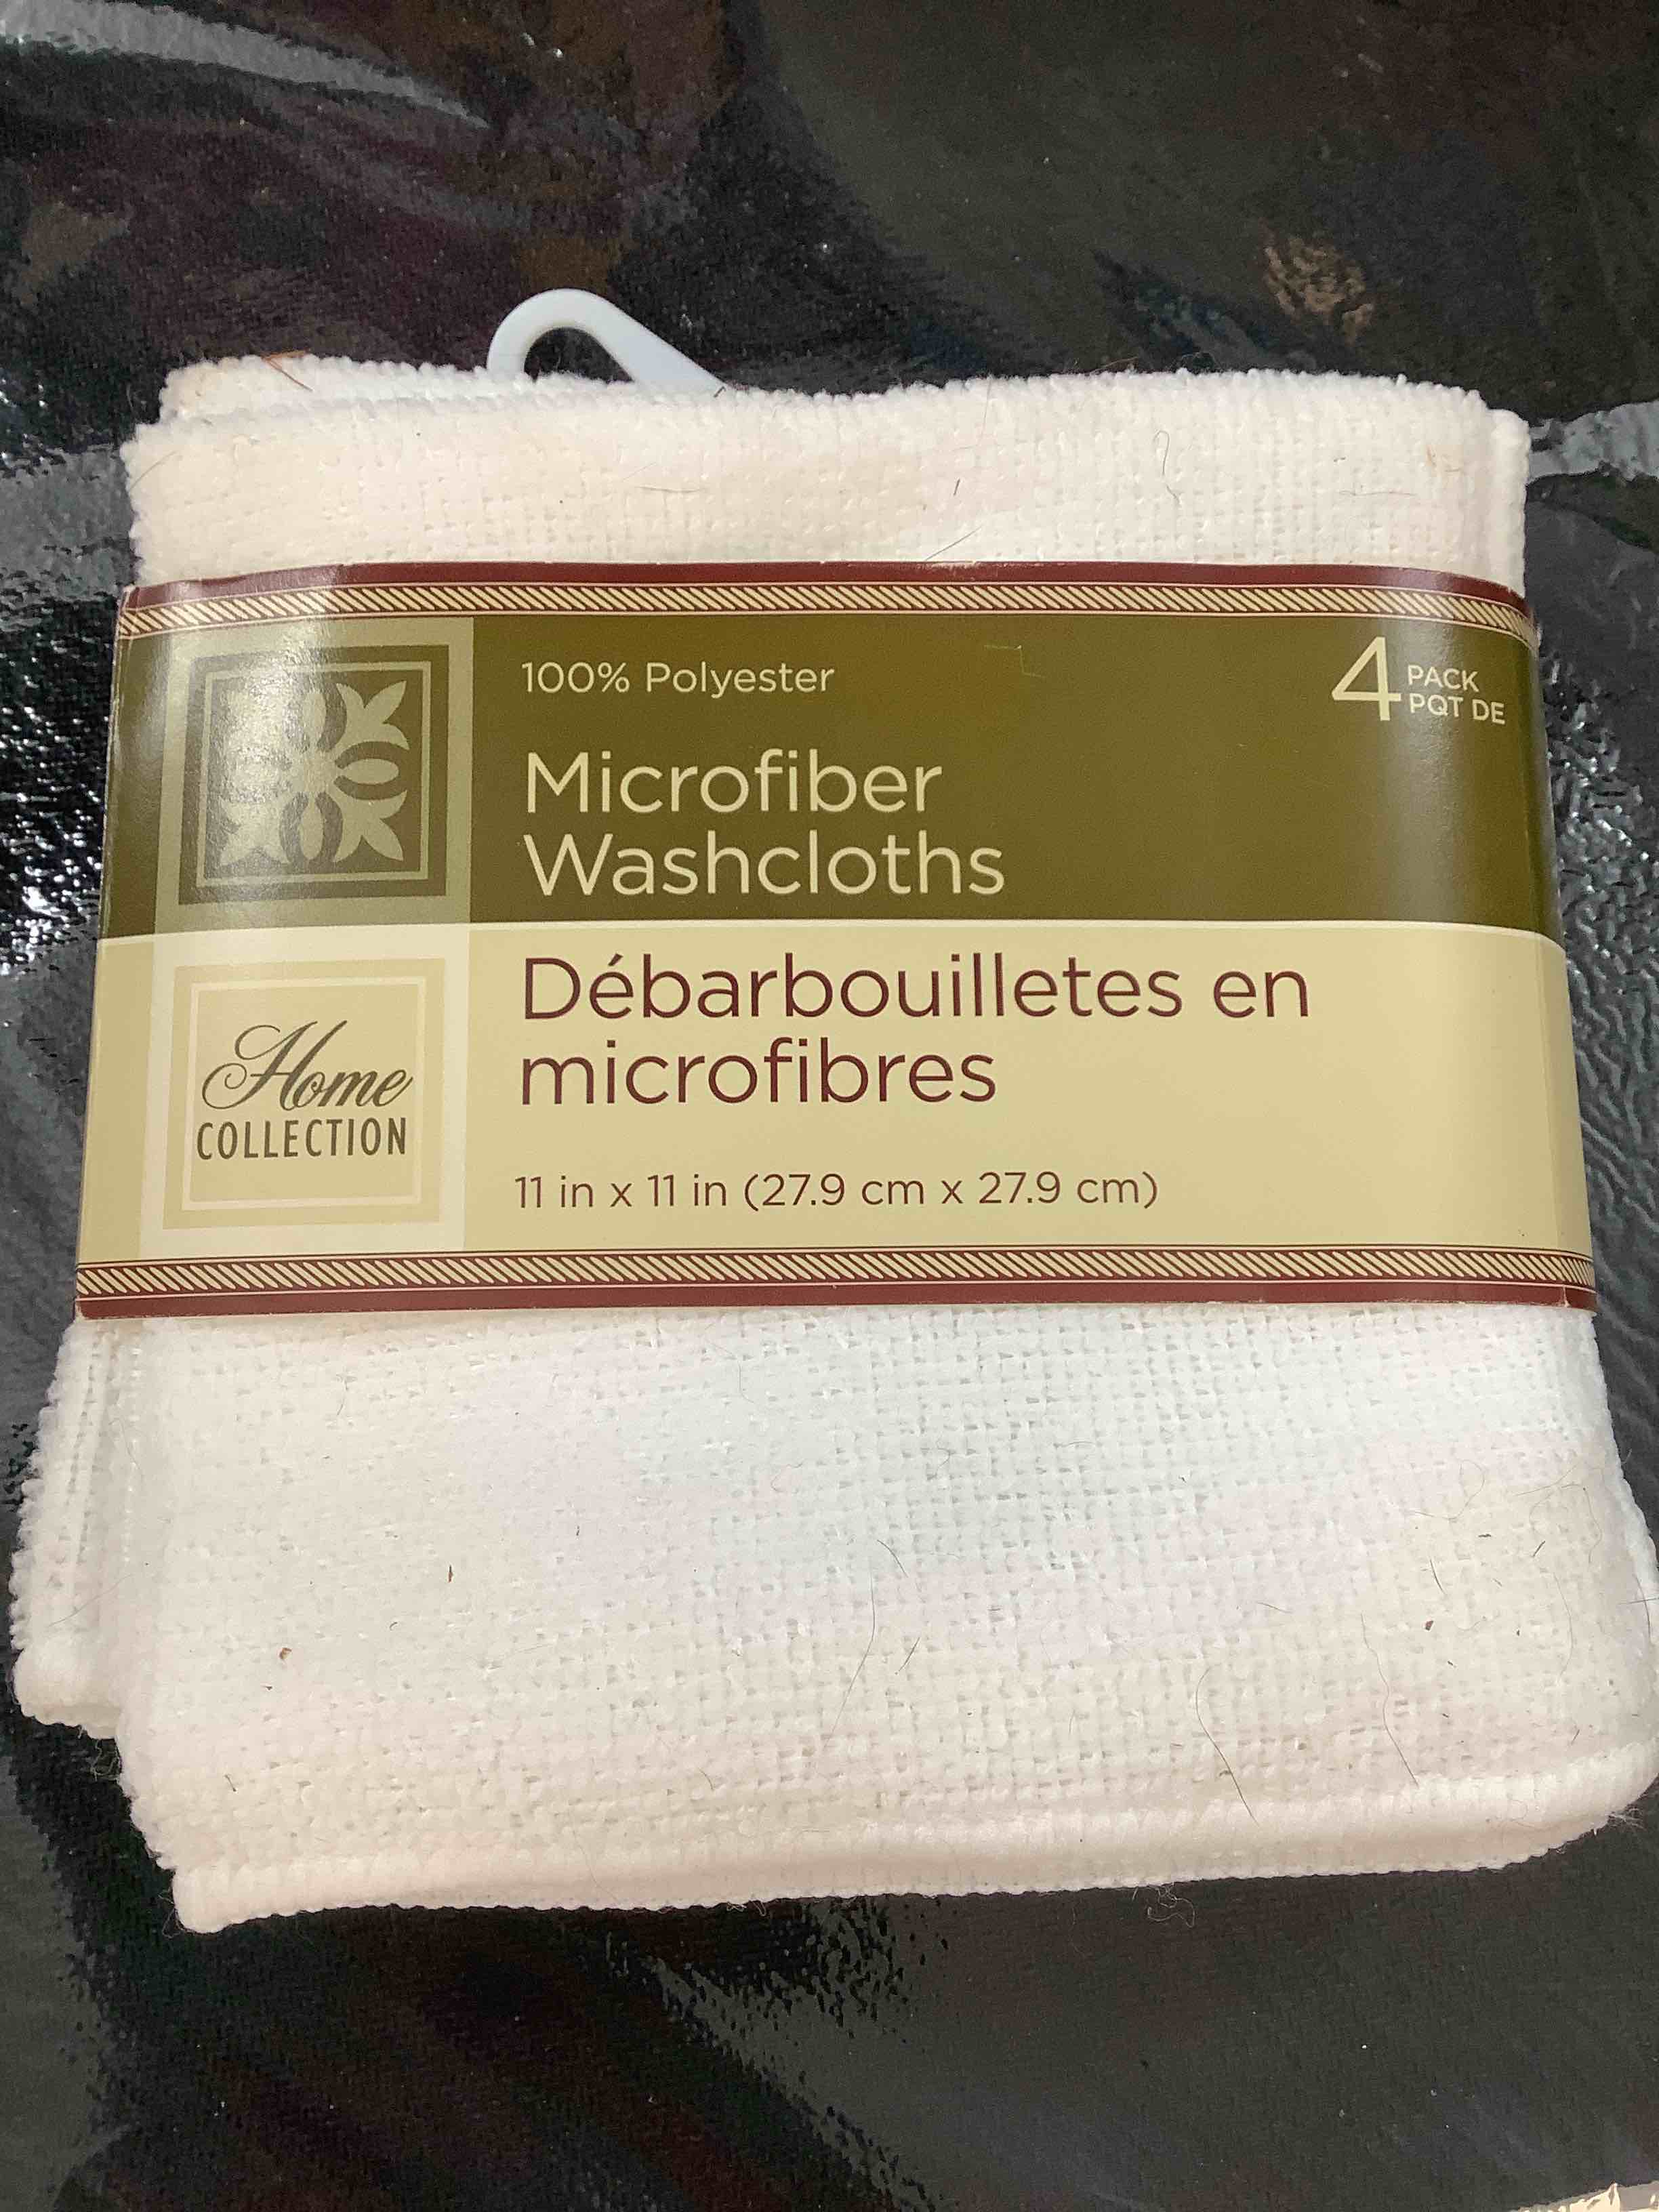 100% Polyester
4 PACK
PQT DE
Microfiber
Washcloths
Débarbouilletes en
microfibres
Home
COLLECTION
11 in x 11 in (27.9 cm x 27.9 cm)